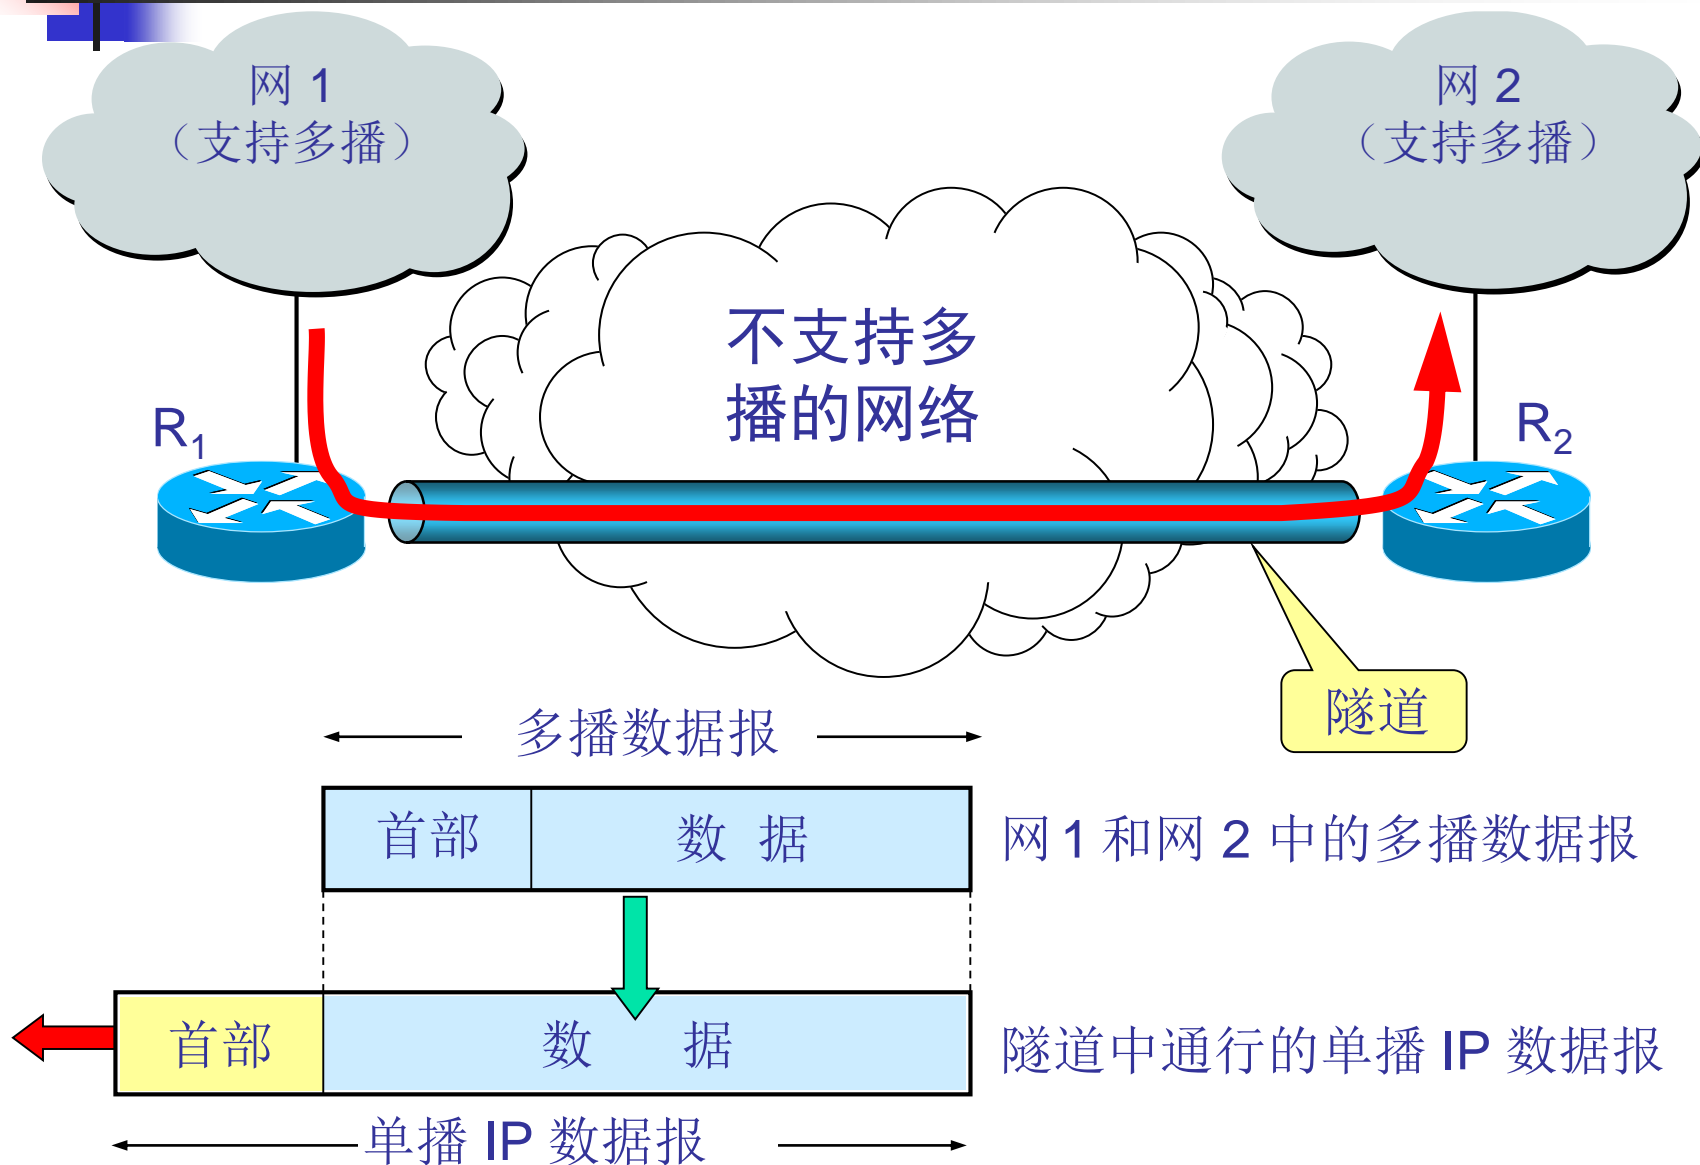 网 1
（支持多播）
网 2
（支持多播）
不支持多
播的网络
R1
R2
隧道
多播数据报
首部
数 据
网 1 和网 2 中的多播数据报
首部
数 据
隧道中通行的单播 IP 数据报
单播 IP 数据报